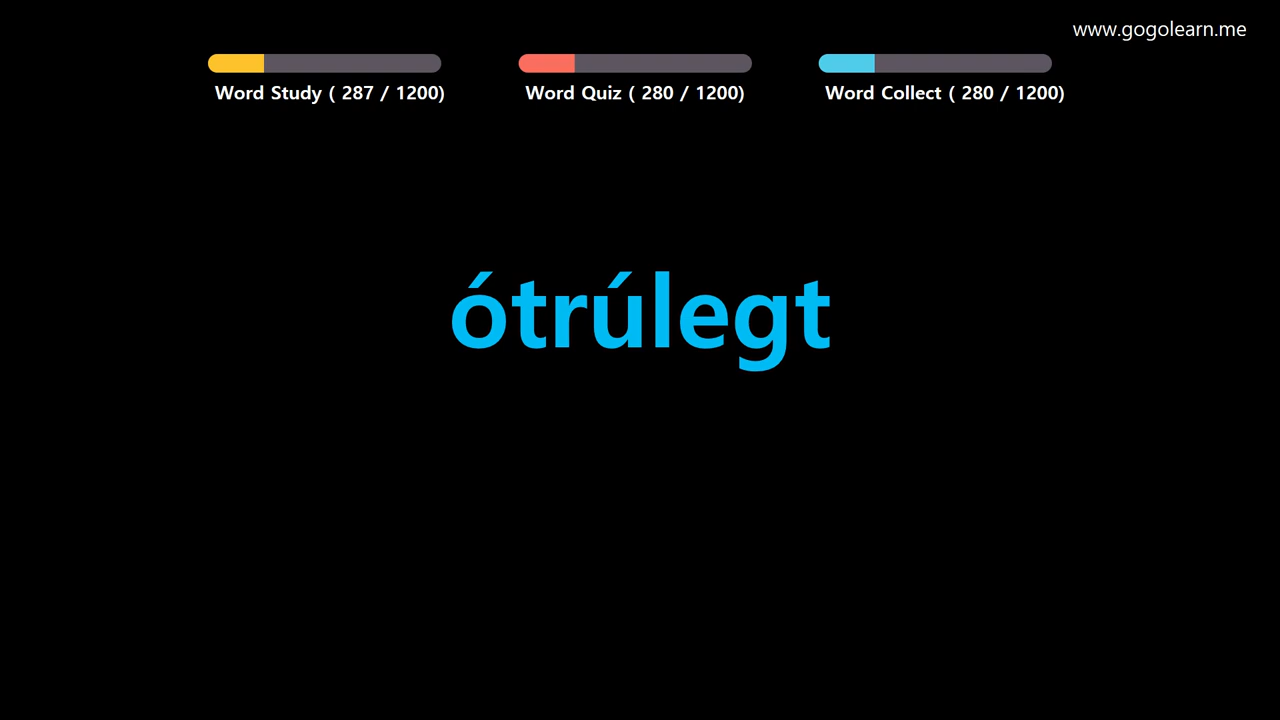 www.gogolearn.me
Word Study ( 287 / 1200)
Word Quiz ( 280 / 1200)
Word Collect ( 280 / 1200)
ótrúlegt